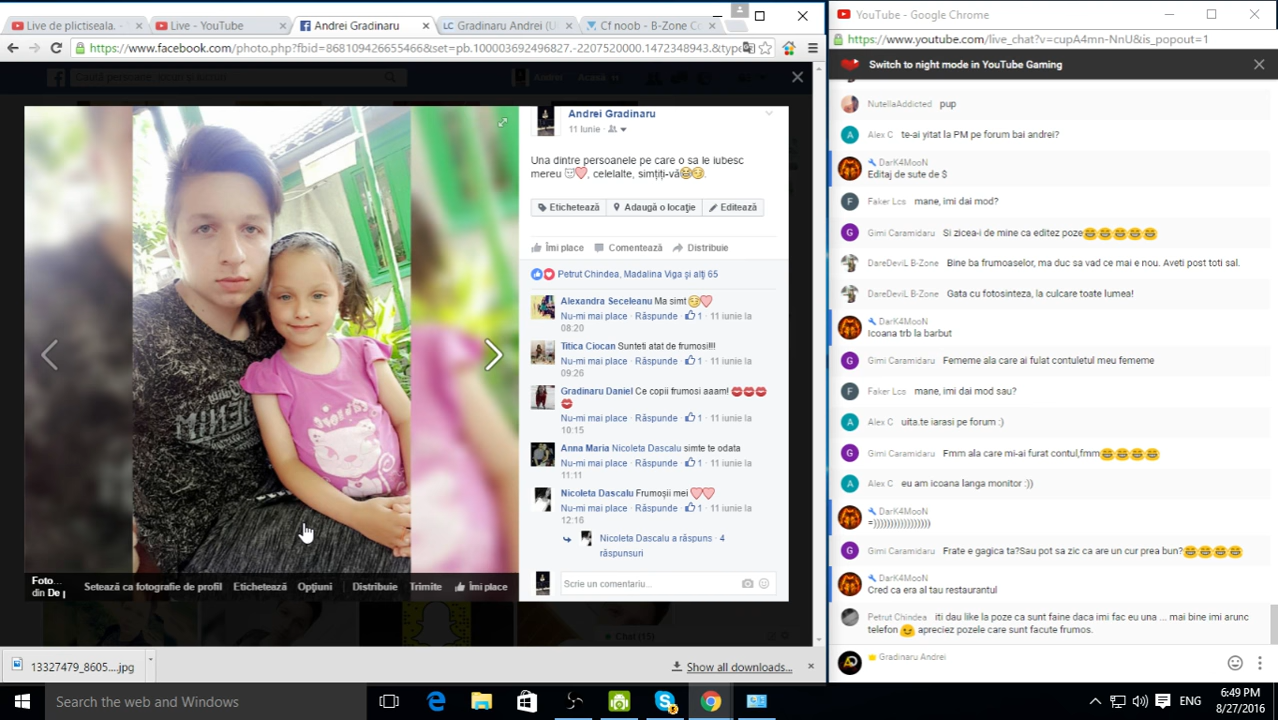 Live de plictiseala. -
Live - YouTube
Andrei Gradinaru
Gradinaru Andrei (U
Cf noob - B-Zone Co
https://www.facebook.com/photo.php?fbid=868109426655466&set=pb.100003692496827.-2207520000.1472348943.&type
Andrei Gradinaru
11 Iunie
Una dintre persoanele pe care o sa le iubesc
mereu 😇❤, celelalte, simțiți-vă😂😏.
Etichetează
Adaugă o locație
Editează
Îmi place
Comentează
Distribuie
Petrut Chindea, Madalina Viga și alți 65
Alexandra Seceleanu Ma simt 😏❤
Nu-mi mai place · Răspunde · 1 · 11 iunie la
08:20
Titica Ciocan Sunteti atat de frumosi!!!
Nu-mi mai place · Răspunde · 1 · 11 iunie la
09:26
Gradinaru Daniel Ce copii frumosi aaam! 💋💋💋
💋
Nu-mi mai place · Răspunde · 1 · 11 iunie la
10:15
Anna Maria Nicoleta Dascalu simte te odata
Nu-mi mai place · Răspunde · 1 · 11 iunie la
11:11
Nicoleta Dascalu Frumoșii mei ❤❤
Nu-mi mai place · Răspunde · 1 · 11 iunie la
12:16
Nicoleta Dascalu a răspuns · 4
răspunsuri
Scrie un comentariu...
Foto...
din De
Setează ca fotografie de profil
Etichetează
Opţiuni
Distribuie
Trimite
Îmi place
Chat (15)
13327479_8605....jpg
Show all downloads...
YouTube - Google Chrome
https://www.youtube.com/live_chat?v=cupA4mn-NnU&is_popout=1
Switch to night mode in YouTube Gaming
NutellaAddicted pup
Alex C te-ai yitat la PM pe forum bai andrei?
DarK4MooN
Editaj de sute de $
Faker Lcs mane, imi dai mod?
Gimi Caramidaru Si zicea-i de mine ca editez poze😂😂😂😂😂
DareDeviL B-Zone Bine ba frumoaselor, ma duc sa vad ce mai e nou. Aveti post toti sal.
DareDeviL B-Zone Gata cu fotosinteza, la culcare toate lumea!
DarK4MooN
Icoana trb la barbut
Gimi Caramidaru Fememe ala care ai fulat contuletul meu fememe
Faker Lcs mane, imi dai mod sau?
Alex C uita.te iarasi pe forum :)
Gimi Caramidaru Fmm ala care mi-ai furat contul,fmm😂😂😂😂
Alex C eu am icoana langa monitor :))
DarK4MooN
=)))))))))))))))))
Gimi Caramidaru Frate e gagica ta?Sau pot sa zic ca are un cur prea bun?😂😂😂😂
DarK4MooN
Cred ca era al tau restaurantul
Petrut Chindea iti dau like la poze ca sunt faine daca imi fac eu una ... mai bine imi arunc
telefon 😉 apreciez pozele care sunt facute frumos.
Gradinaru Andrei
Search the web and Windows
ENG
6:49 PM
8/27/2016